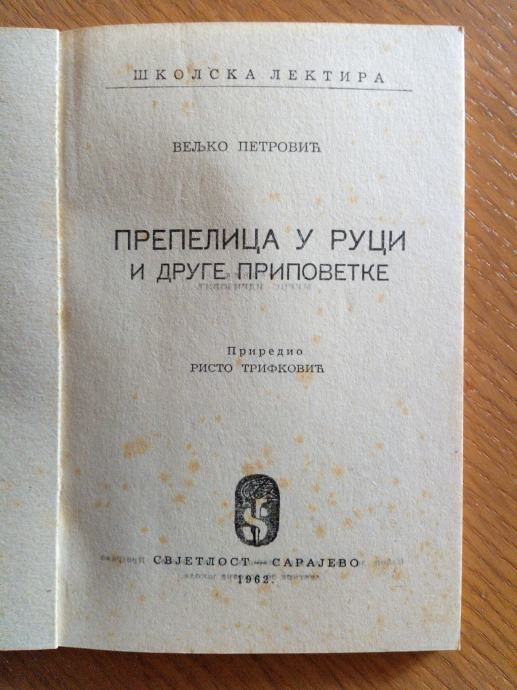 ШКОЛСКА ЛЕКТИРА
ВЕЉКО ПЕТРОВИЋ
ПРЕПЕЛИЦА У РУЦИ
И ДРУГЕ ПРИПОВЕТКЕ
Приредио
РИСТО ТРИФКОВИЋ
СВЈЕТЛОСТ — САРАЈЕВО
1962.